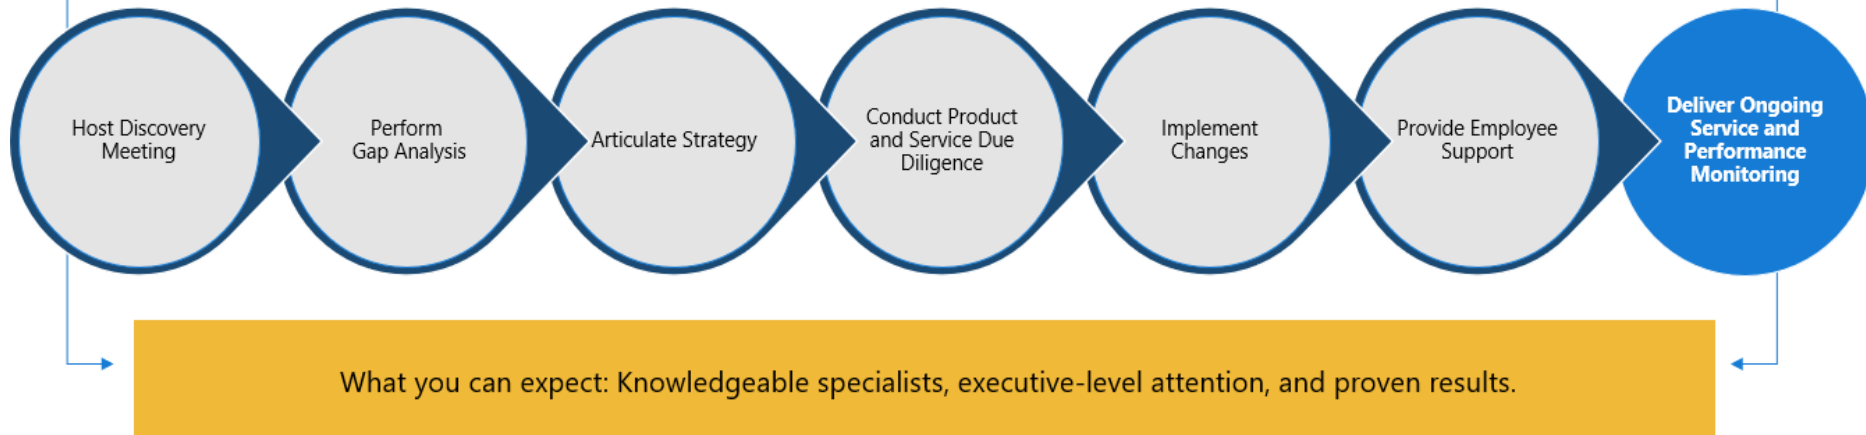 Host Discovery
Meeting
Perform
Gap Analysis
Articulate Strategy
Conduct Product
and Service Due
Diligence
Implement
Changes
Provide Employee
Support
Deliver Ongoing
Service and
Performance
Monitoring
What you can expect: Knowledgeable specialists, executive-level attention, and proven results.